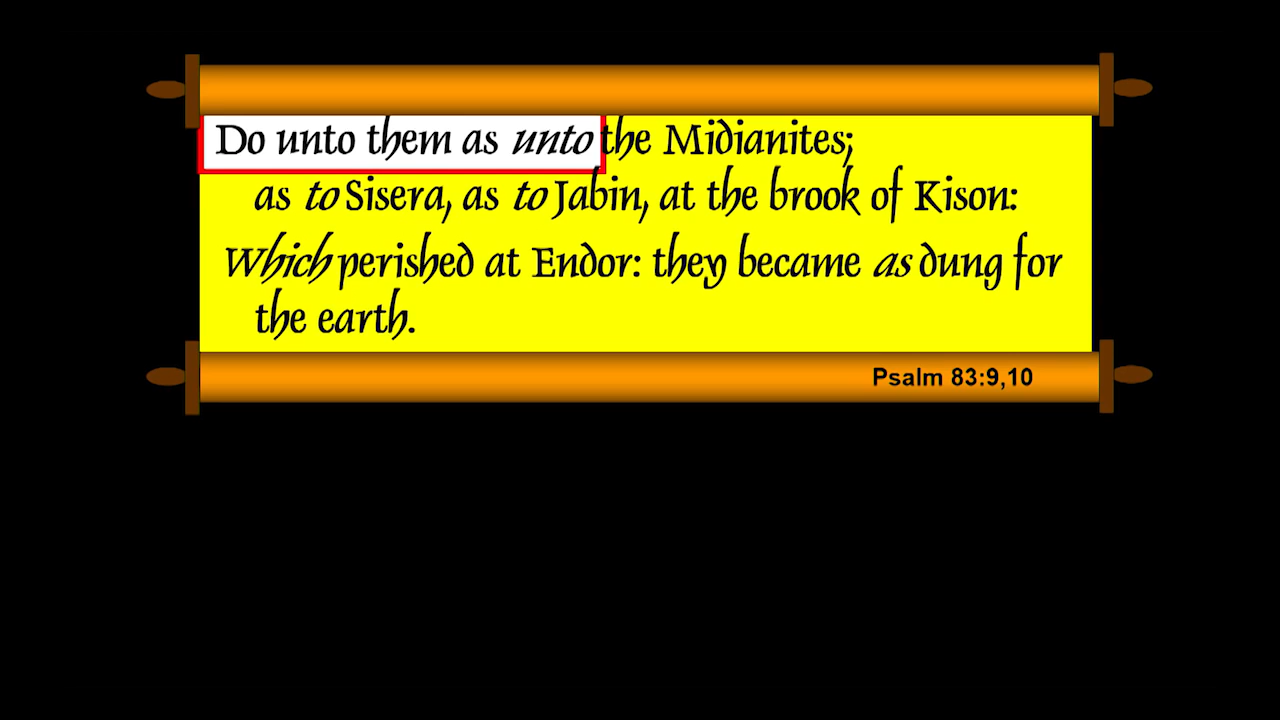 Do unto them as unto the Midianites;
as to Sisera, as to Jabin, at the brook of Kison:
Which perished at Endor: they became as dung for
the earth.
Psalm 83:9,10